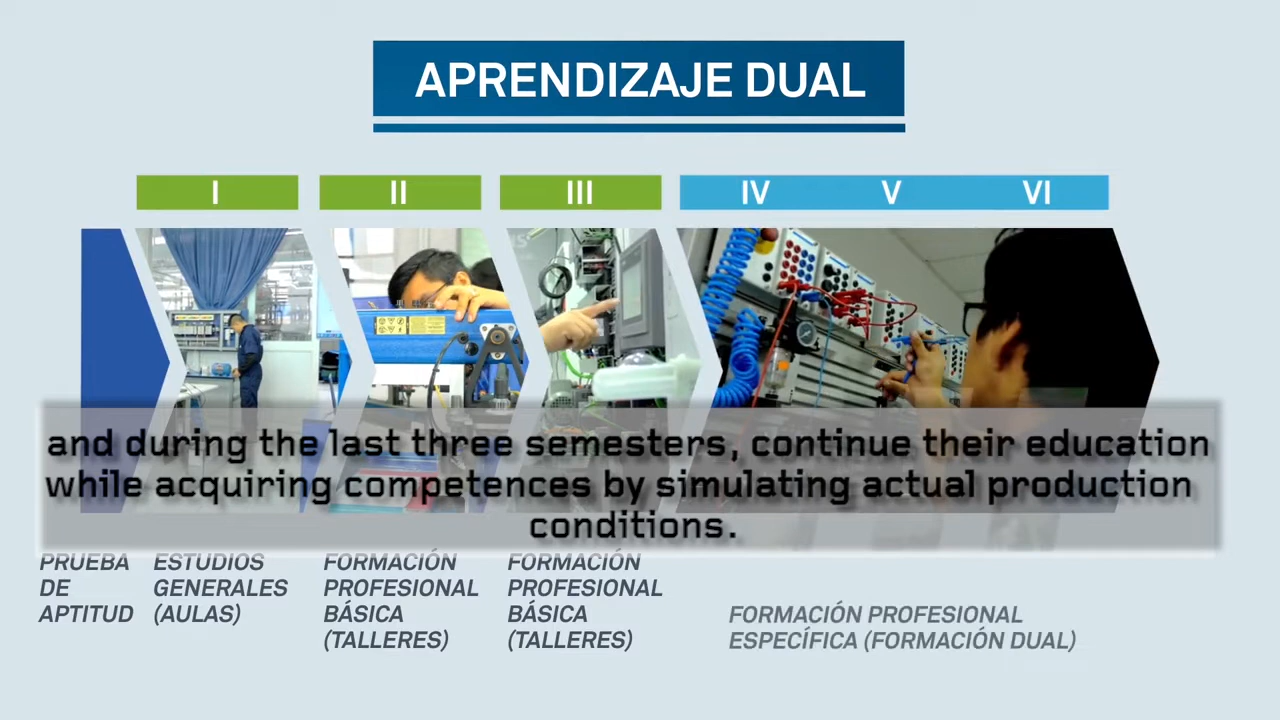 APRENDIZAJE DUAL
I II III IV V VI
and during the last three semesters, continue their education
while acquiring competences by simulating actual production
conditions.
PRUEBA
DE
APTITUD
ESTUDIOS
GENERALES
(AULAS)
FORMACIÓN
PROFESIONAL
BÁSICA
(TALLERES)
FORMACIÓN
PROFESIONAL
BÁSICA
(TALLERES)
FORMACIÓN PROFESIONAL
ESPECÍFICA (FORMACIÓN DUAL)